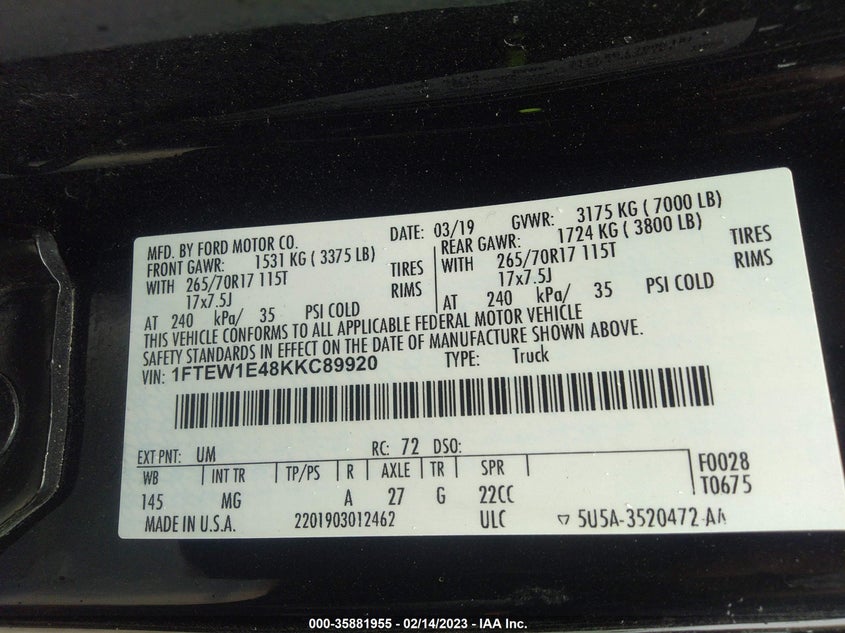 MFD. BY FORD MOTOR CO. DATE: 03/19 GVWR: 3175 KG ( 7000 LB)
FRONT GAWR: 1531 KG ( 3375 LB) REAR GAWR: 1724 KG ( 3800 LB)
WITH 265/70R17 115T TIRES WITH 265/70R17 115T TIRES
17x7.5J RIMS 17x7.5J RIMS
AT 240 kPa/ 35 PSI COLD AT 240 kPa/ 35 PSI COLD
THIS VEHICLE CONFORMS TO ALL APPLICABLE FEDERAL MOTOR VEHICLE
SAFETY STANDARDS IN EFFECT ON THE DATE OF MANUFACTURE SHOWN ABOVE.
VIN: 1FTEW1E48KKC89920 TYPE: Truck
EXT PNT: UM RC: 72 DSO:
WB INT TR TP/PS R AXLE TR SPR F0028
145 MG A 27 G 22CC T0675
MADE IN U.S.A. 2201903012462 ULC ▽ 5U5A-3520472-AA
000-35881955 — 02/14/2023 — IAA Inc.